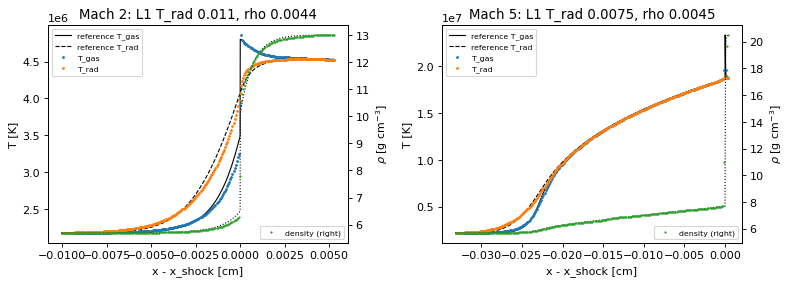 Mach 2: L1 T_rad 0.011, rho 0.0044
1e6
reference T_gas
reference T_rad
T_gas
T_rad
density (right)
4.5
4.0
3.5
3.0
2.5
T [K]
13
12
11
10
9
8
7
6
ρ [g cm⁻³]
−0.0100 −0.0075 −0.0050 −0.0025 0.0000 0.0025 0.0050
x - x_shock [cm]
Mach 5: L1 T_rad 0.0075, rho 0.0045
1e7
reference T_gas
reference T_rad
T_gas
T_rad
density (right)
2.0
1.5
1.0
0.5
T [K]
20
18
16
14
12
10
8
6
ρ [g cm⁻³]
−0.030 −0.025 −0.020 −0.015 −0.010 −0.005 0.000
x - x_shock [cm]